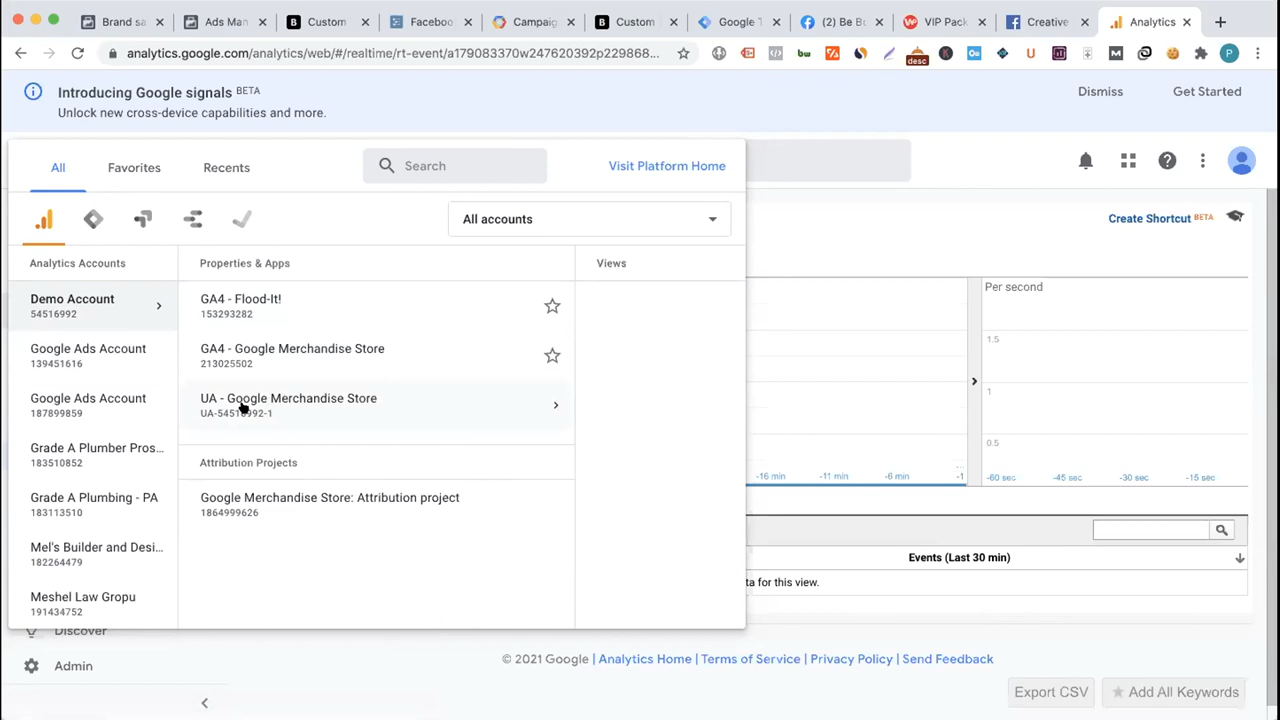 Brand sa
Ads Man
Custom
Faceboo
Campaig
Custom
Google T
(2) Be Bo
VIP Pack
Creative
Analytics
analytics.google.com/analytics/web/#/realtime/rt-event/a179083370w247620392p229868...
desc
P
Introducing Google signals BETA
Unlock new cross-device capabilities and more.
Dismiss
Get Started
All
Favorites
Recents
Search
Visit Platform Home
All accounts
Create Shortcut BETA
Analytics Accounts
Properties & Apps
Views
Demo Account
54516992
GA4 - Flood-It!
153293282
Google Ads Account
139451616
GA4 - Google Merchandise Store
213025502
Google Ads Account
187899859
UA - Google Merchandise Store
UA-54516992-1
Grade A Plumber Pros...
183510852
Attribution Projects
Grade A Plumbing - PA
183113510
Google Merchandise Store: Attribution project
1864999626
Mel's Builder and Desi...
182264479
Meshel Law Gropu
191434752
Per second
1.5
1
0.5
-16 min
-11 min
-6 min
-1
-60 sec
-45 sec
-30 sec
-15 sec
Events (Last 30 min)
ta for this view.
Discover
Admin
© 2021 Google | Analytics Home | Terms of Service | Privacy Policy | Send Feedback
Export CSV
Add All Keywords